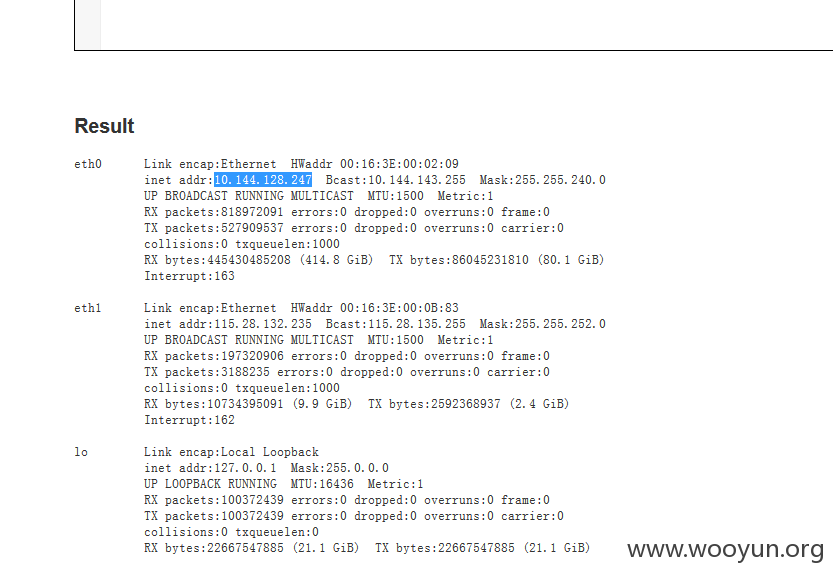 Result
eth0 Link encap:Ethernet HWaddr 00:16:3E:00:02:09
inet addr:10.144.128.247 Bcast:10.144.143.255 Mask:255.255.240.0
UP BROADCAST RUNNING MULTICAST MTU:1500 Metric:1
RX packets:818972091 errors:0 dropped:0 overruns:0 frame:0
TX packets:527909537 errors:0 dropped:0 overruns:0 carrier:0
collisions:0 txqueuelen:1000
RX bytes:445430485208 (414.8 GiB) TX bytes:86045231810 (80.1 GiB)
Interrupt:163
eth1 Link encap:Ethernet HWaddr 00:16:3E:00:0B:83
inet addr:115.28.132.235 Bcast:115.28.135.255 Mask:255.255.252.0
UP BROADCAST RUNNING MULTICAST MTU:1500 Metric:1
RX packets:197320906 errors:0 dropped:0 overruns:0 frame:0
TX packets:3188235 errors:0 dropped:0 overruns:0 carrier:0
collisions:0 txqueuelen:1000
RX bytes:10734395091 (9.9 GiB) TX bytes:2592368937 (2.4 GiB)
Interrupt:162
lo Link encap:Local Loopback
inet addr:127.0.0.1 Mask:255.0.0.0
UP LOOPBACK RUNNING MTU:16436 Metric:1
RX packets:100372439 errors:0 dropped:0 overruns:0 frame:0
TX packets:100372439 errors:0 dropped:0 overruns:0 carrier:0
collisions:0 txqueuelen:0
RX bytes:22667547885 (21.1 GiB) TX bytes:22667547885 (21.1 GiB)
www.wooyun.org